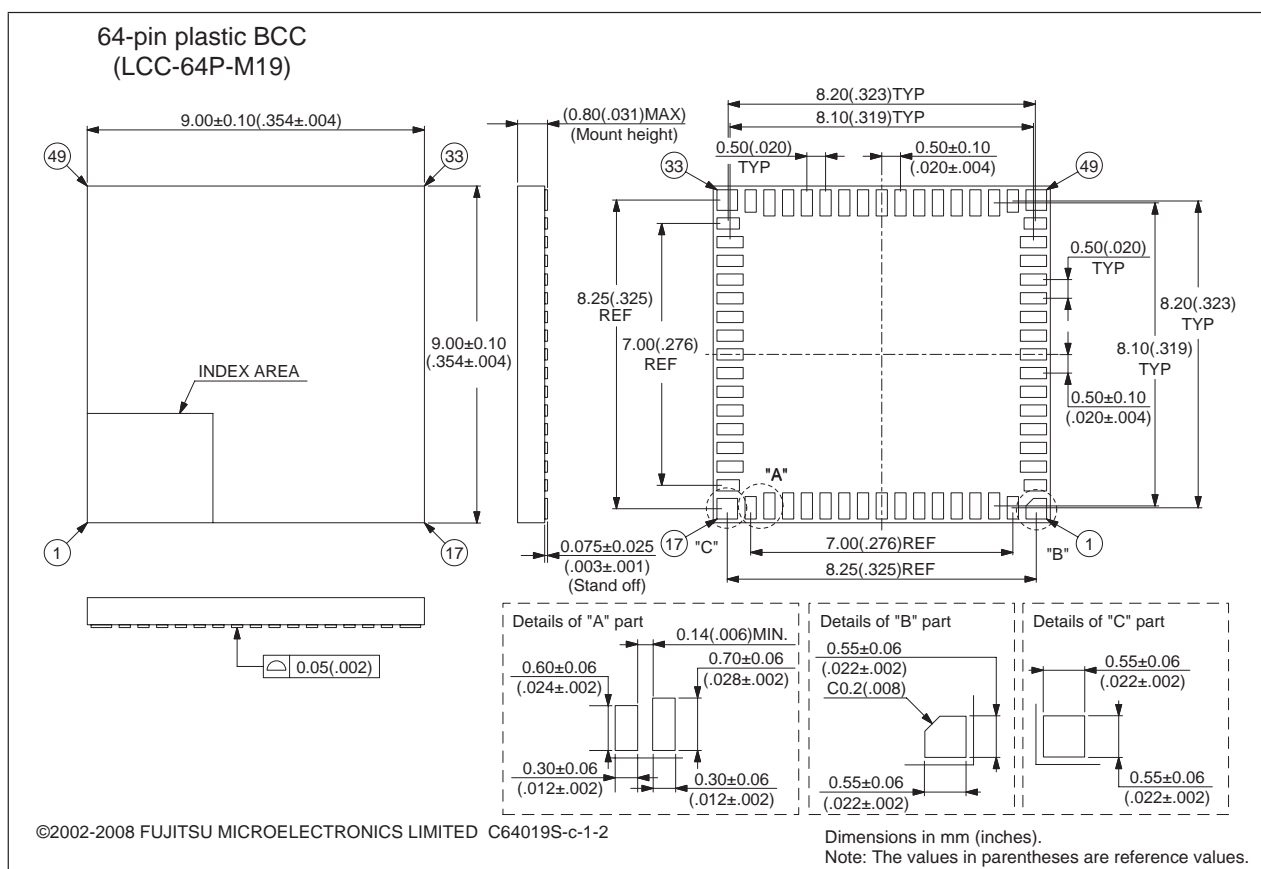 64-pin plastic BCC
(LCC-64P-M19)
9.00±0.10(.354±.004)
49
33
INDEX AREA
9.00±0.10
(.354±.004)
1
17
0.05(.002)
(0.80(.031)MAX)
(Mount height)
0.075±0.025
(.003±.001)
(Stand off)
8.20(.323)TYP
8.10(.319)TYP
0.50(.020)
TYP
0.50±0.10
(.020±.004)
33
49
8.25(.325)
REF
7.00(.276)
REF
0.50(.020)
TYP
8.20(.323)
TYP
8.10(.319)
TYP
0.50±0.10
(.020±.004)
"A"
17
"C"
7.00(.276)REF
"B"
1
8.25(.325)REF
Details of "A" part
0.14(.006)MIN.
0.60±0.06
(.024±.002)
0.70±0.06
(.028±.002)
0.30±0.06
(.012±.002)
0.30±0.06
(.012±.002)
Details of "B" part
0.55±0.06
(.022±.002)
C0.2(.008)
0.55±0.06
(.022±.002)
Details of "C" part
0.55±0.06
(.022±.002)
0.55±0.06
(.022±.002)
©2002-2008 FUJITSU MICROELECTRONICS LIMITED C64019S-c-1-2
Dimensions in mm (inches).
Note: The values in parentheses are reference values.